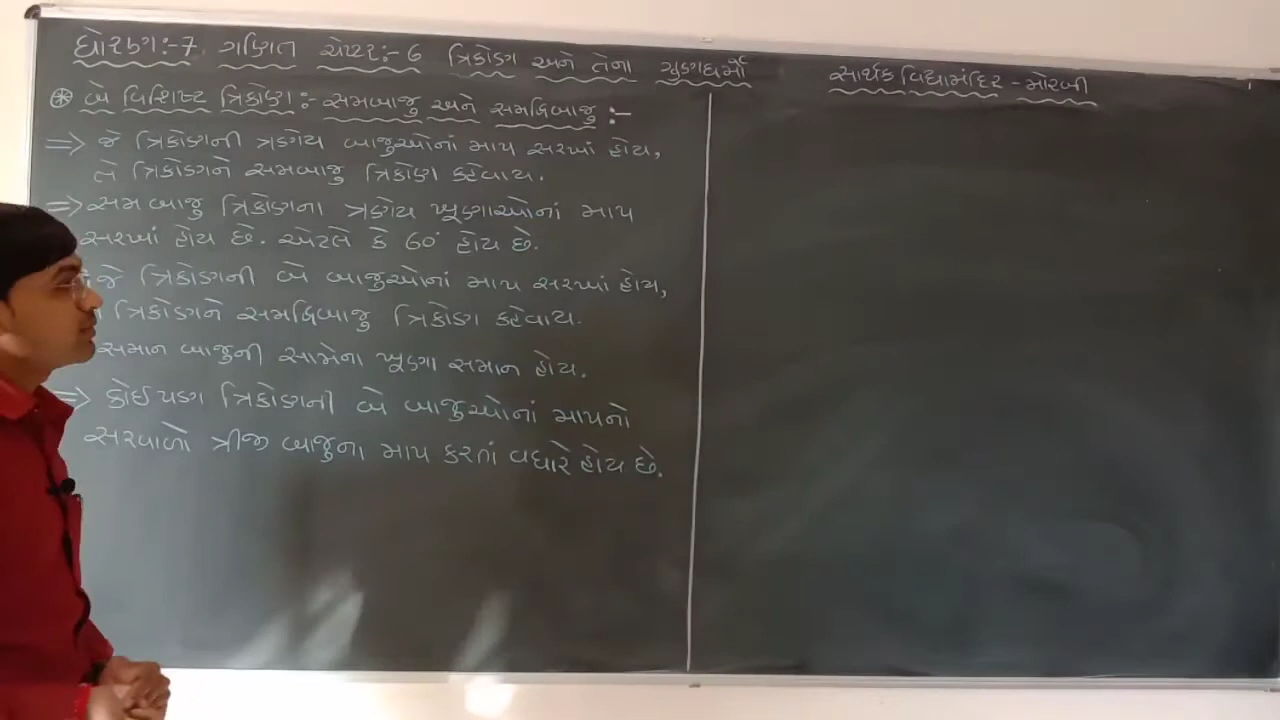 ધોરણ:-7 ગણિત ચેપ્ટર:-6 ત્રિકોણ અને તેના ગુણધર્મો
સાર્થક વિદ્યામંદિર - મોરબી
⊛ બે વિશિષ્ટ ત્રિકોણ:- સમબાજુ અને સમદ્વિબાજુ :-
⇒ જે ત્રિકોણની ત્રણેય બાજુઓનાં માપ સરખાં હોય,
તે ત્રિકોણને સમબાજુ ત્રિકોણ કહેવાય.
⇒ સમબાજુ ત્રિકોણના ત્રણેય ખૂણાઓનાં માપ
સરખાં હોય છે. એટલે કે 60° હોય છે.
જે ત્રિકોણની બે બાજુઓનાં માપ સરખાં હોય,
ત્રિકોણને સમદ્વિબાજુ ત્રિકોણ કહેવાય.
સમાન બાજુની સામેના ખૂણા સમાન હોય.
⇒ કોઈપણ ત્રિકોણની બે બાજુઓનાં માપનો
સરવાળો ત્રીજી બાજુના માપ કરતાં વધારે હોય છે.